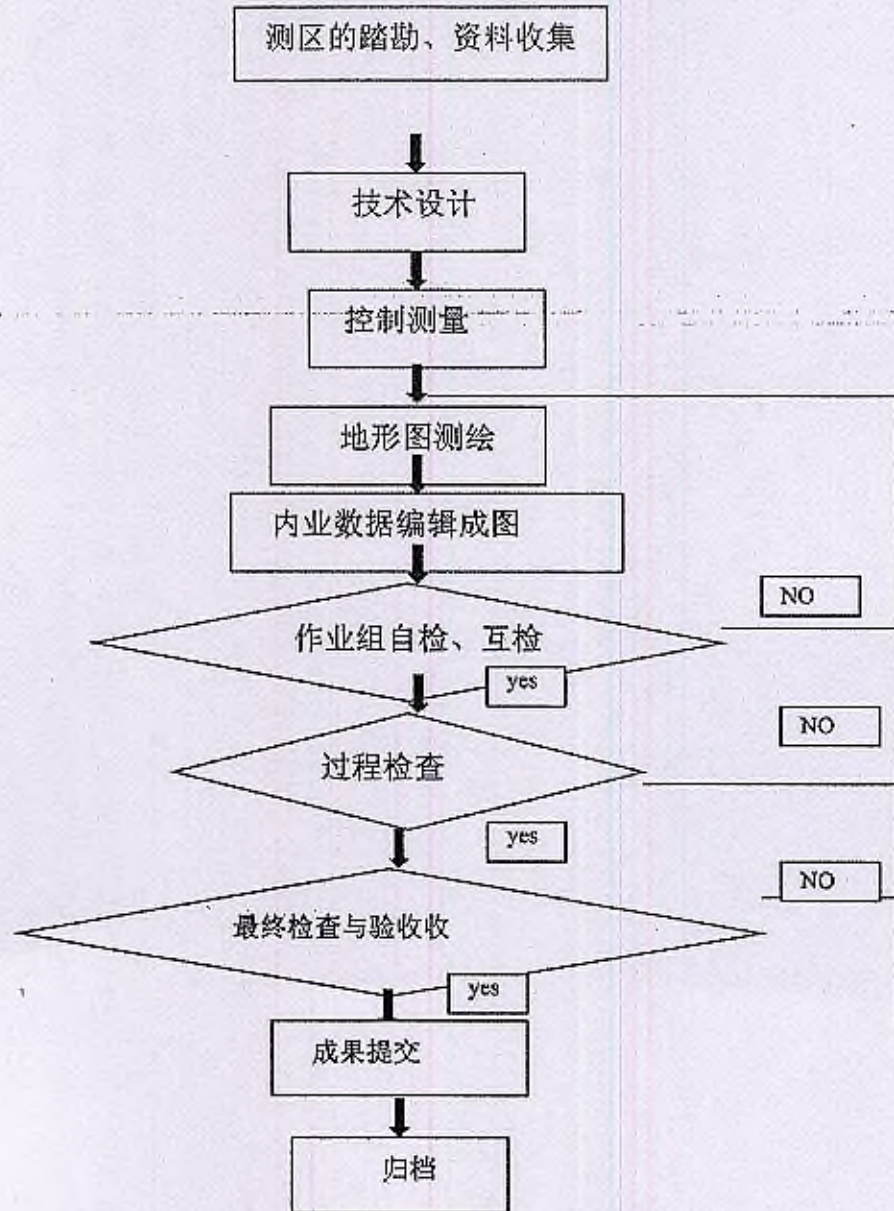 测区的踏勘、资料收集
技术设计
控制测量
地形图测绘
内业数据编辑成图
NO
作业组自检、互检
yes
NO
过程检查
yes
NO
最终检查与验收收
yes
成果提交
归档